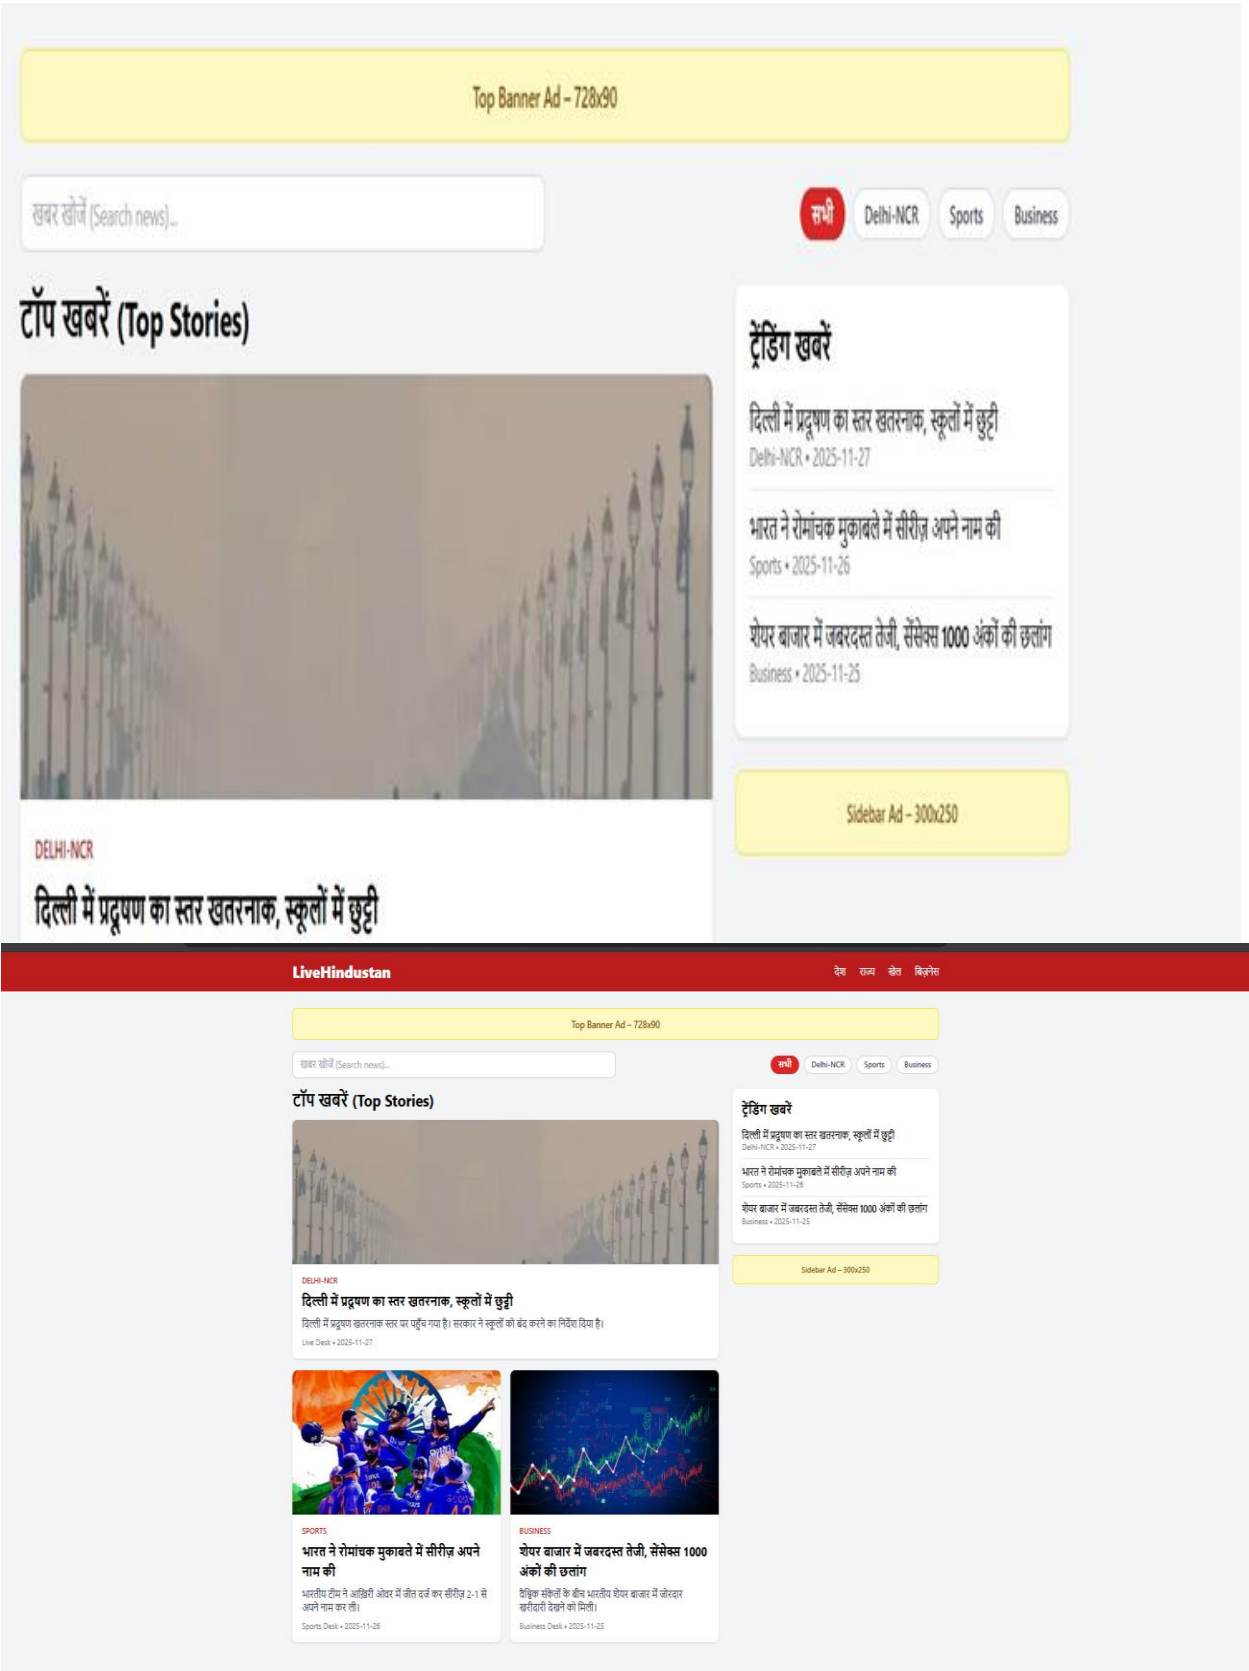 Top Banner Ad – 728x90
खबर खोजें (Search news)...
सभी Delhi-NCR Sports Business
टॉप खबरें (Top Stories)
DELHI-NCR
दिल्ली में प्रदूषण का स्तर खतरनाक, स्कूलों में छुट्टी
ट्रेंडिंग खबरें
दिल्ली में प्रदूषण का स्तर खतरनाक, स्कूलों में छुट्टी
Delhi-NCR • 2025-11-27
भारत ने रोमांचक मुकाबले में सीरीज़ अपने नाम की
Sports • 2025-11-26
शेयर बाजार में जबरदस्त तेजी, सेंसेक्स 1000 अंकों की छलांग
Business • 2025-11-25
Sidebar Ad – 300x250
LiveHindustan
देश राज्य खेल बिज़नेस
Top Banner Ad – 728x90
खबर खोजें (Search news)...
सभी Delhi-NCR Sports Business
टॉप खबरें (Top Stories)
DELHI-NCR
दिल्ली में प्रदूषण का स्तर खतरनाक, स्कूलों में छुट्टी
दिल्ली में प्रदूषण खतरनाक स्तर पर पहुँच गया है। सरकार ने स्कूलों को बंद करने का निर्देश दिया है।
Live Desk • 2025-11-27
SPORTS
भारत ने रोमांचक मुकाबले में सीरीज़ अपने
नाम की
भारतीय टीम ने आख़िरी ओवर में जीत दर्ज कर सीरीज़ 2-1 से
अपने नाम कर ली।
Sports Desk • 2025-11-26
BUSINESS
शेयर बाजार में जबरदस्त तेजी, सेंसेक्स 1000
अंकों की छलांग
वैश्विक संकेतों के बीच भारतीय शेयर बाजार में जोरदार
खरीदारी देखने को मिली।
Business Desk • 2025-11-25
ट्रेंडिंग खबरें
दिल्ली में प्रदूषण का स्तर खतरनाक, स्कूलों में छुट्टी
Delhi-NCR • 2025-11-27
भारत ने रोमांचक मुकाबले में सीरीज़ अपने नाम की
Sports • 2025-11-26
शेयर बाजार में जबरदस्त तेजी, सेंसेक्स 1000 अंकों की छलांग
Business • 2025-11-25
Sidebar Ad – 300x250